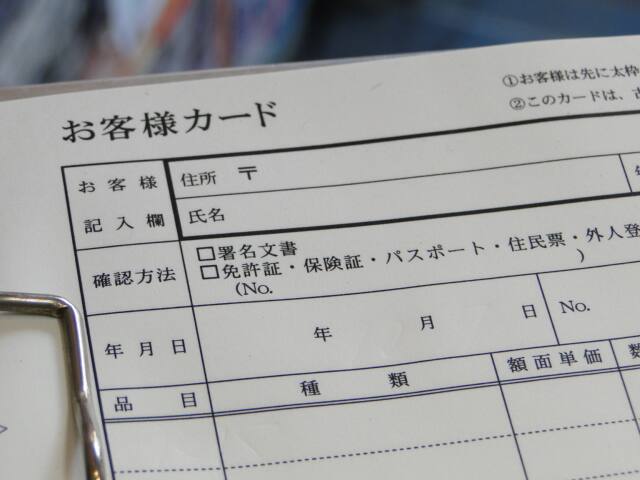 お客様カード
①お客様は先に太枠
②このカードは、古
お客様
記入欄
住所 〒
氏名
確認方法
□署名文書
□免許証・保険証・パスポート・住民票・外人登
(No. )
年月日
年 月 日
No.
品目
種類
額面単価
数